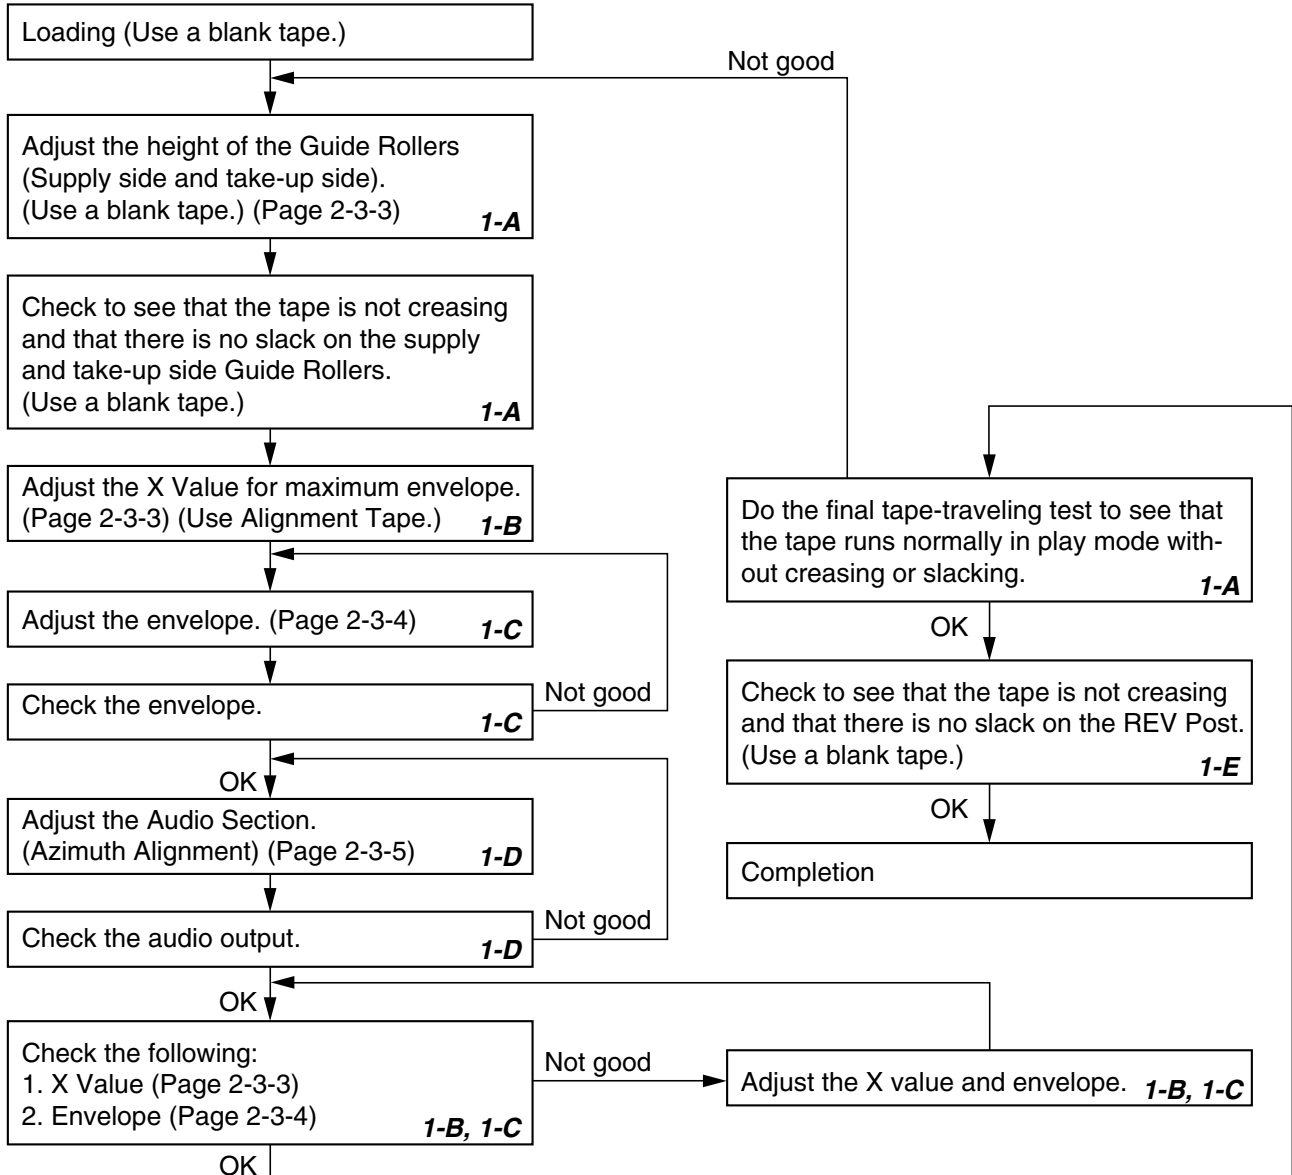 Loading (Use a blank tape.)
Not good
Adjust the height of the Guide Rollers
(Supply side and take-up side).
(Use a blank tape.) (Page 2-3-3)
1-A
Check to see that the tape is not creasing
and that there is no slack on the supply
and take-up side Guide Rollers.
(Use a blank tape.)
1-A
Adjust the X Value for maximum envelope.
(Page 2-3-3) (Use Alignment Tape.)
1-B
Adjust the envelope. (Page 2-3-4)
1-C
Check the envelope.
1-C
Not good
OK
Adjust the Audio Section.
(Azimuth Alignment) (Page 2-3-5)
1-D
Check the audio output.
1-D
Not good
OK
Check the following:
1. X Value (Page 2-3-3)
2. Envelope (Page 2-3-4)
1-B, 1-C
Not good
Adjust the X value and envelope.
1-B, 1-C
OK
Do the final tape-traveling test to see that
the tape runs normally in play mode with-
out creasing or slacking.
1-A
OK
Check to see that the tape is not creasing
and that there is no slack on the REV Post.
(Use a blank tape.)
1-E
OK
Completion